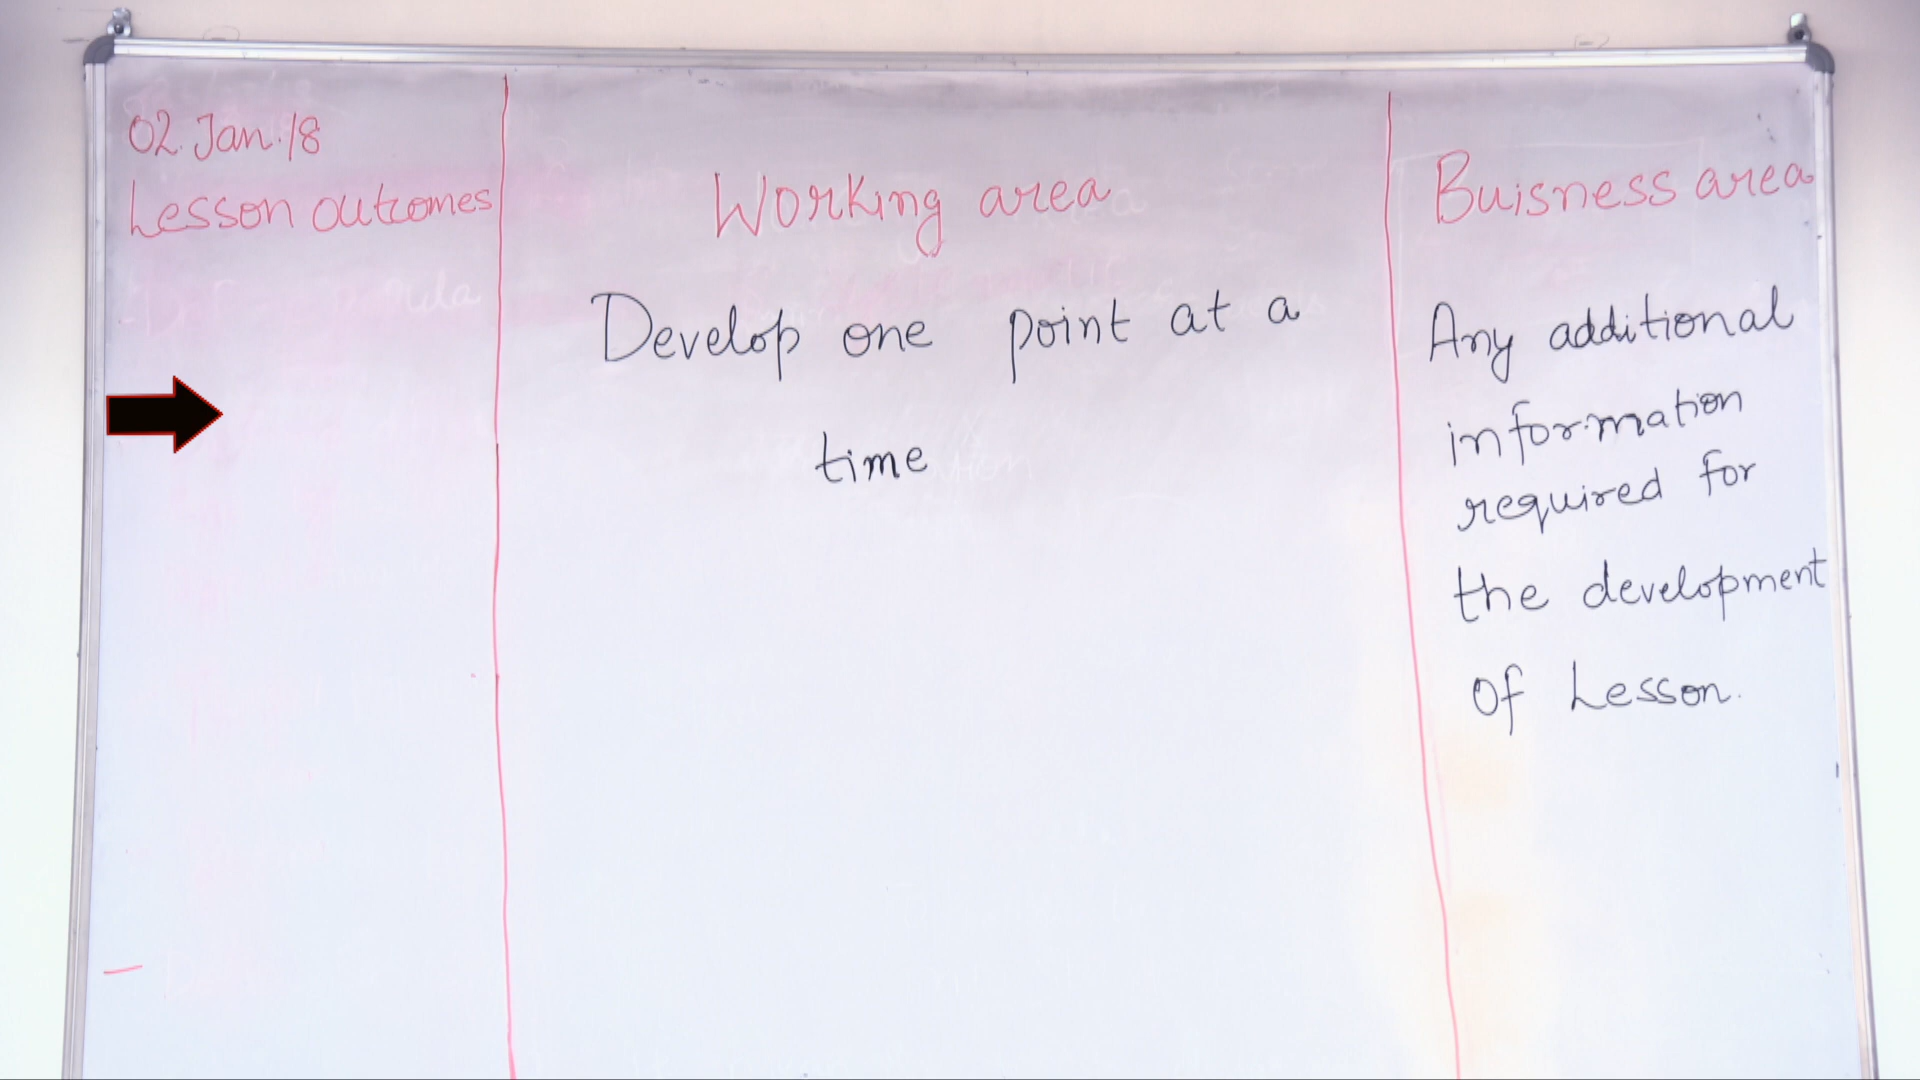 02.Jan.18
Lesson outcomes
Working area
Develop one point at a
time
Buisness area
Any additional
information
required for
the development
Of Lesson.